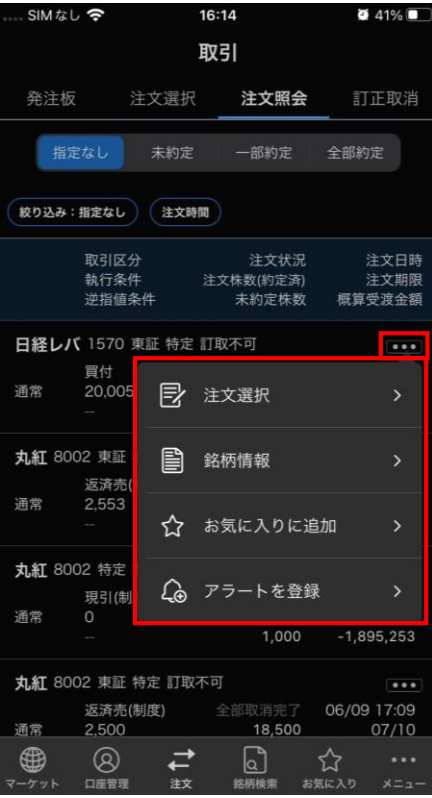 SIMなし 16:14 41%
取引
発注板 注文選択 注文照会 訂正取消
指定なし 未約定 一部約定 全部約定
絞り込み：指定なし 注文時間
取引区分 注文状況 注文日時
執行条件 注文株数(約定済) 注文期限
逆指値条件 未約定株数 概算受渡金額
日経レバ 1570 東証 特定 訂取不可
買付
通常 20,005
--
注文選択
銘柄情報
お気に入りに追加
アラートを登録
丸紅 8002 東証
返済売(
通常 2,553
--
丸紅 8002 特定
現引(制
通常 0
-- 1,000 -1,895,253
丸紅 8002 東証 特定 訂取不可
返済売(制度) 全部取消完了 06/09 17:09
通常 2,500 18,500 07/10
マーケット 口座管理 注文 銘柄検索 お気に入り メニュー